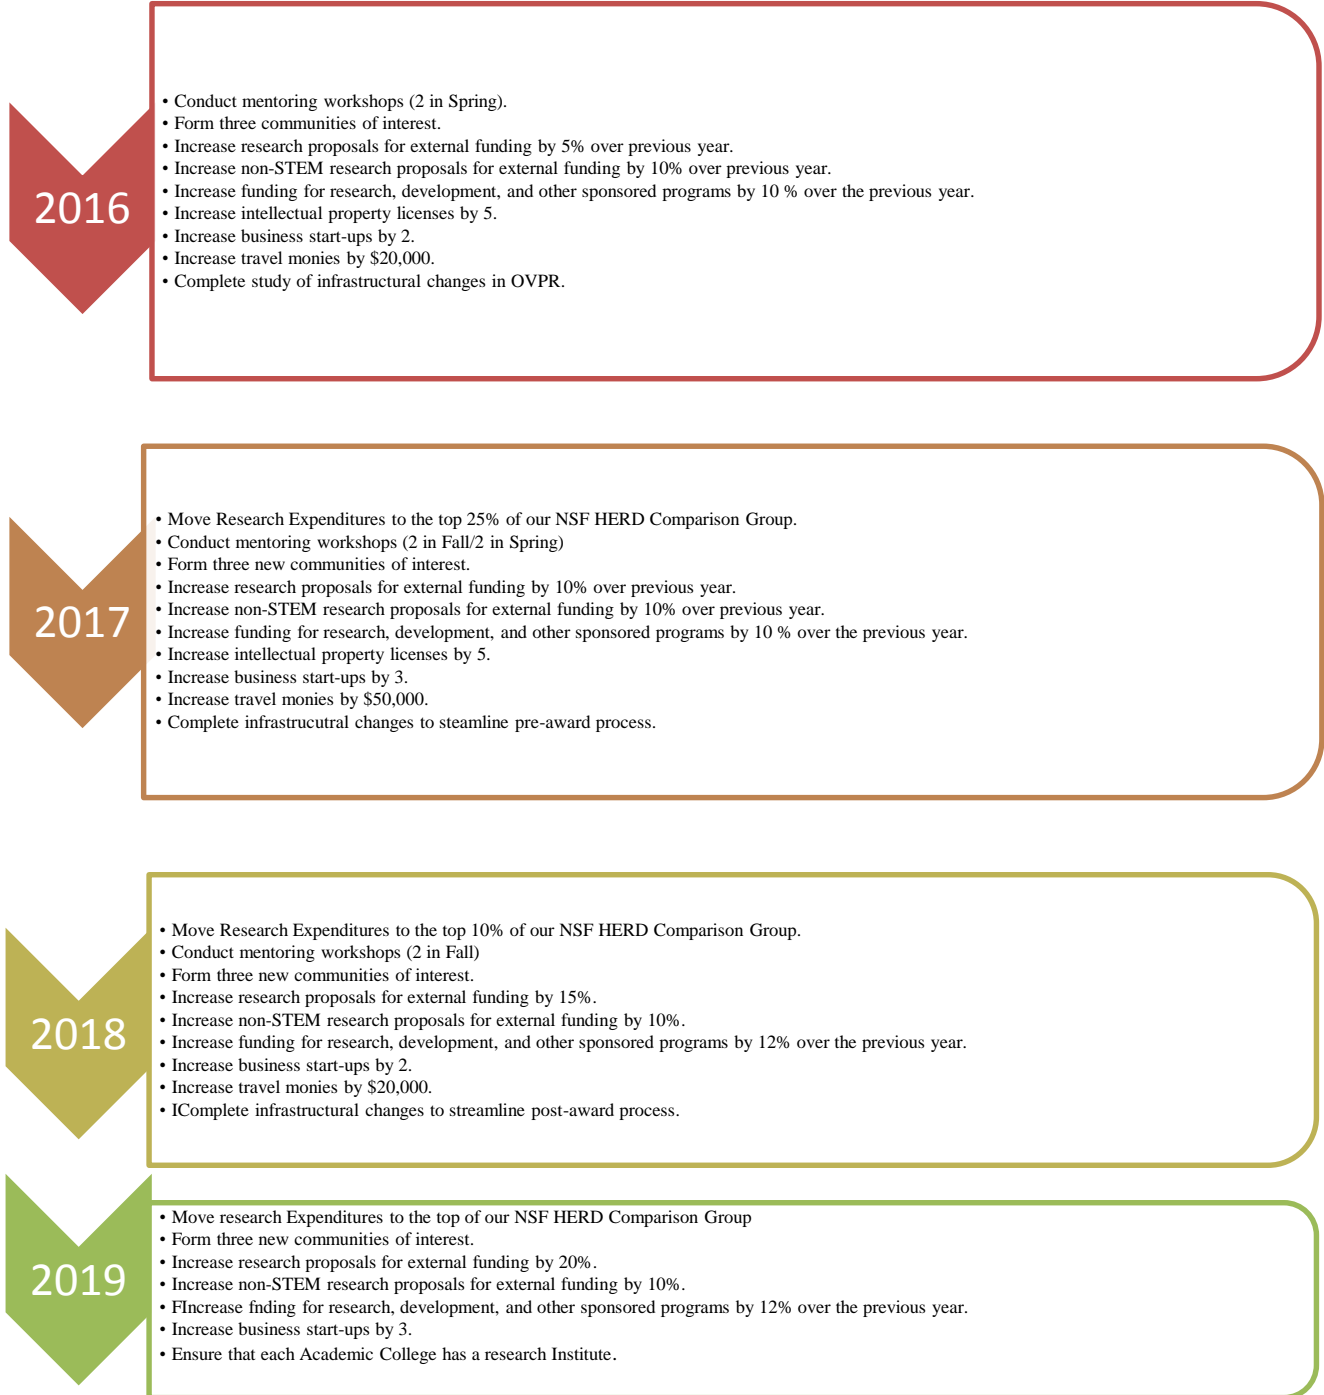 2016
• Conduct mentoring workshops (2 in Spring).
• Form three communities of interest.
• Increase research proposals for external funding by 5% over previous year.
• Increase non-STEM research proposals for external funding by 10% over previous year.
• Increase funding for research, development, and other sponsored programs by 10 % over the previous year.
• Increase intellectual property licenses by 5.
• Increase business start-ups by 2.
• Increase travel monies by $20,000.
• Complete study of infrastructural changes in OVPR.
2017
• Move Research Expenditures to the top 25% of our NSF HERD Comparison Group.
• Conduct mentoring workshops (2 in Fall/2 in Spring)
• Form three new communities of interest.
• Increase research proposals for external funding by 10% over previous year.
• Increase non-STEM research proposals for external funding by 10% over previous year.
• Increase funding for research, development, and other sponsored programs by 10 % over the previous year.
• Increase intellectual property licenses by 5.
• Increase business start-ups by 3.
• Increase travel monies by $50,000.
• Complete infrastrucutral changes to steamline pre-award process.
2018
• Move Research Expenditures to the top 10% of our NSF HERD Comparison Group.
• Conduct mentoring workshops (2 in Fall)
• Form three new communities of interest.
• Increase research proposals for external funding by 15%.
• Increase non-STEM research proposals for external funding by 10%.
• Increase funding for research, development, and other sponsored programs by 12% over the previous year.
• Increase business start-ups by 2.
• Increase travel monies by $20,000.
• IComplete infrastructural changes to streamline post-award process.
2019
• Move research Expenditures to the top of our NSF HERD Comparison Group
• Form three new communities of interest.
• Increase research proposals for external funding by 20%.
• Increase non-STEM research proposals for external funding by 10%.
• FIncrease fnding for research, development, and other sponsored programs by 12% over the previous year.
• Increase business start-ups by 3.
• Ensure that each Academic College has a research Institute.